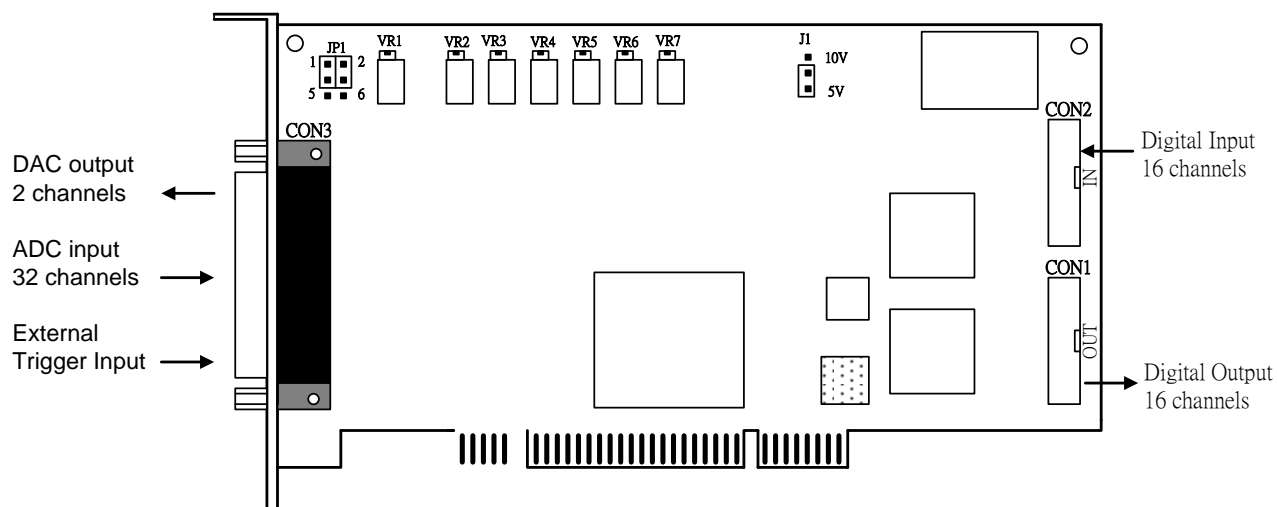 JP1
1 2
5 6
VR1
VR2
VR3
VR4
VR5
VR6
VR7
J1
10V
5V
CON3
DAC output
2 channels
ADC input
32 channels
External
Trigger Input
CON2
IN
Digital Input
16 channels
CON1
OUT
Digital Output
16 channels